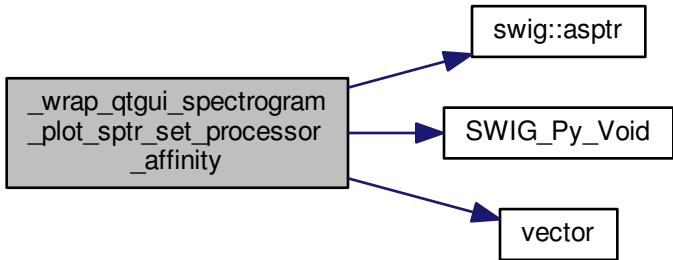 _wrap_qtgui_spectrogram
_plot_sptr_set_processor
_affinity
swig::asptr
SWIG_Py_Void
vector